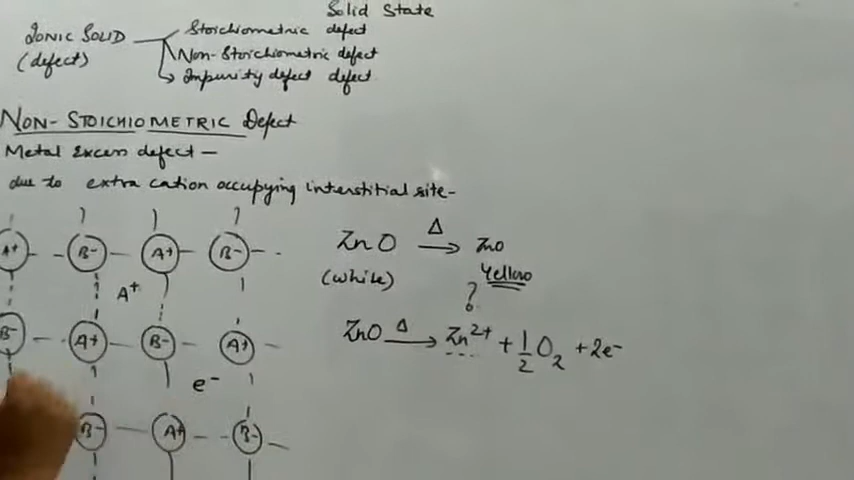 Solid State
IONIC SOLID
(defect)
Stoichiometric defect
Non-Stoichiometric defect
Impurity defect defect
NON-STOICHIOMETRIC Defect
Metal Excess defect —
due to extra cation occupying interstitial site-
A+ B- A+ B-
A+
B- A+ B- A+
e-
B- A+ B-
ZnO Δ→ ZnO
(white) Yellow
?
ZnO Δ→ Zn²⁺ + 1/2 O₂ + 2e⁻